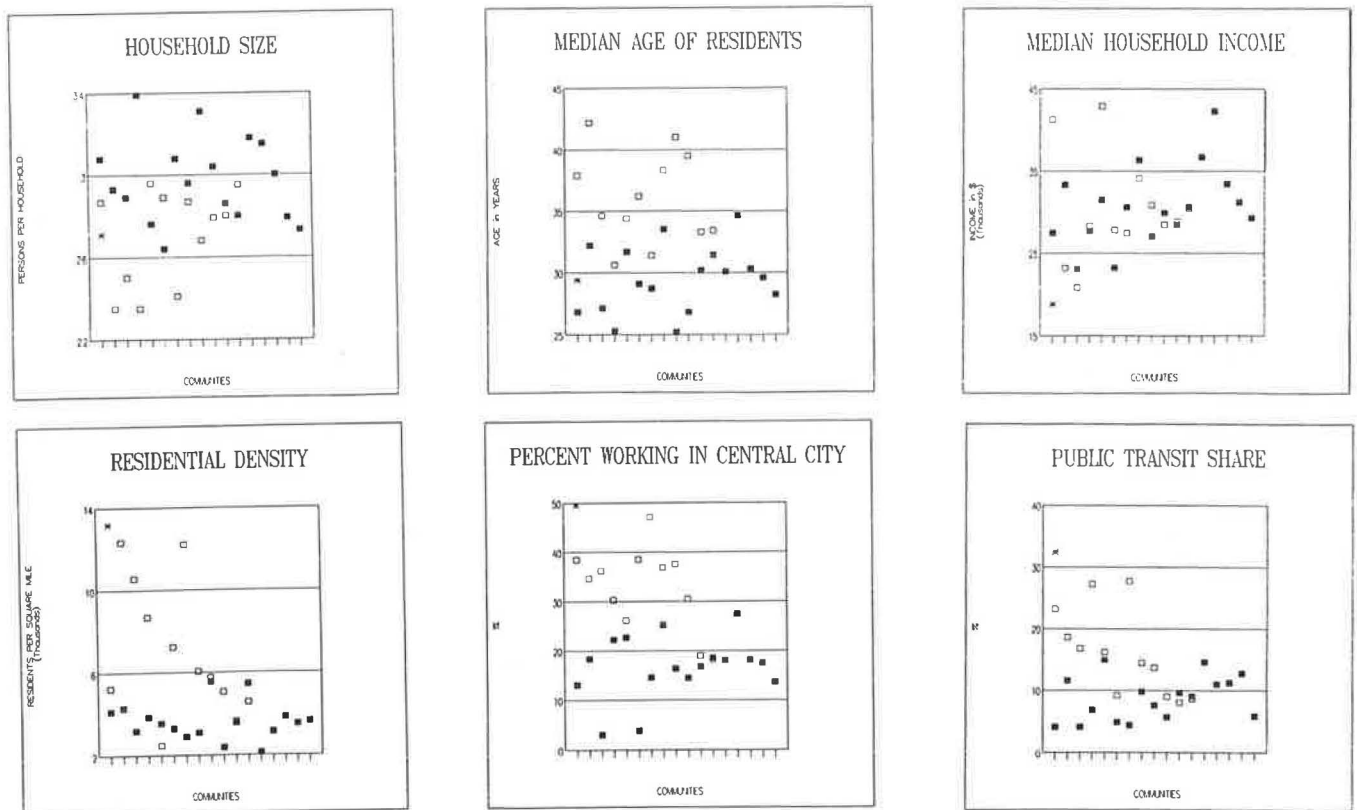 HOUSEHOLD SIZE
PERSONS PER HOUSEHOLD
3.4
3
2.6
2.2
COMMUNITIES
MEDIAN AGE OF RESIDENTS
AGE in YEARS
45
40
35
30
25
COMMUNITIES
MEDIAN HOUSEHOLD INCOME
INCOME in $
(Thousands)
45
35
25
15
COMMUNITIES
RESIDENTIAL DENSITY
RESIDENTS PER SQUARE MILE
(Thousands)
14
10
6
2
COMMUNITIES
PERCENT WORKING IN CENTRAL CITY
%
50
40
30
20
10
0
COMMUNITIES
PUBLIC TRANSIT SHARE
%
40
30
20
10
0
COMMUNITIES